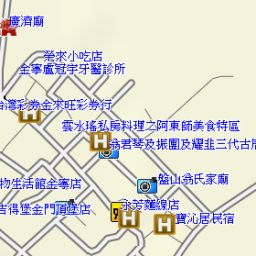 廣濟廟
榮來小吃店
金寧盧冠宇牙醫診所
台灣彩券金來旺彩券行
雲水瑤私房料理之阿東師美食特區
翁君琴及振團及耀韭三代古厝
盤山翁氏家廟
物生活館金寧店
吉得堡金門頂堡店
永芳麵線店
寶沁居民宿